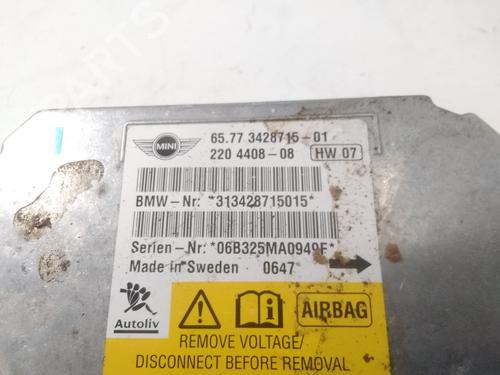 MINI
65.77 3428715-01
220 4408-08 HW 07
BMW-Nr: *313428715015*
Serien-Nr: *06B325MA0949E*
Made in Sweden 0647
Autoliv
AIRBAG
REMOVE VOLTAGE/
DISCONNECT BEFORE REMOVAL